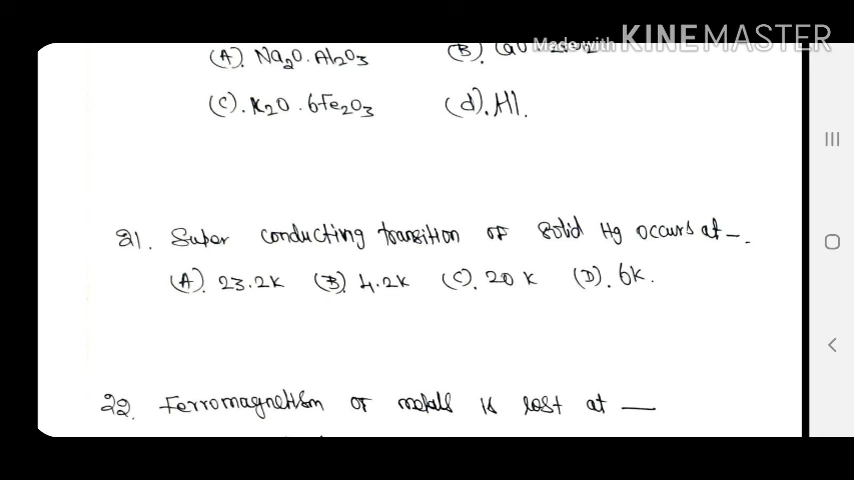 Made with KINEMASTER
(A). Na2O.Al2O3 (B).
(C). K2O.6Fe2O3 (d). HI.
21. Super conducting transition of solid Hg occurs at –.
(A). 23.2K (B). 4.2K (C). 20 K (D). 6K.
22. Ferromagnetism of metals is lost at —